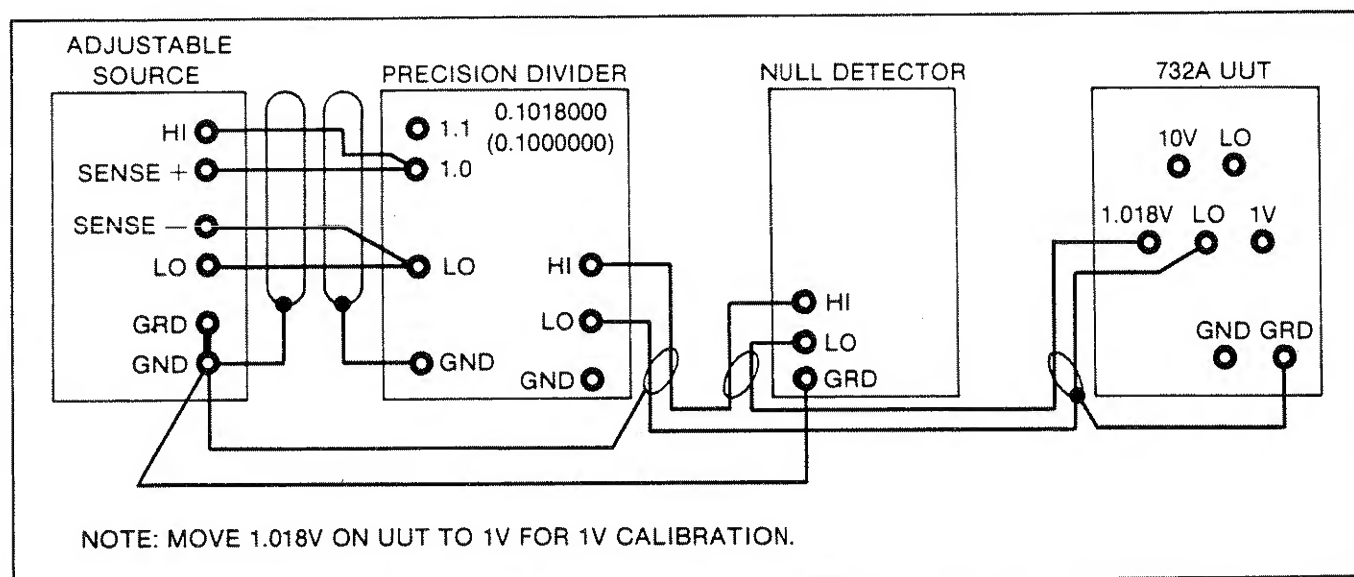 ADJUSTABLE
SOURCE
HI
SENSE +
SENSE –
LO
GRD
GND
PRECISION DIVIDER
1.1
0.1018000
(0.1000000)
1.0
LO
HI
LO
GND
GND
NULL DETECTOR
HI
LO
GRD
732A UUT
10V LO
1.018V LO 1V
GND GRD
NOTE: MOVE 1.018V ON UUT TO 1V FOR 1V CALIBRATION.